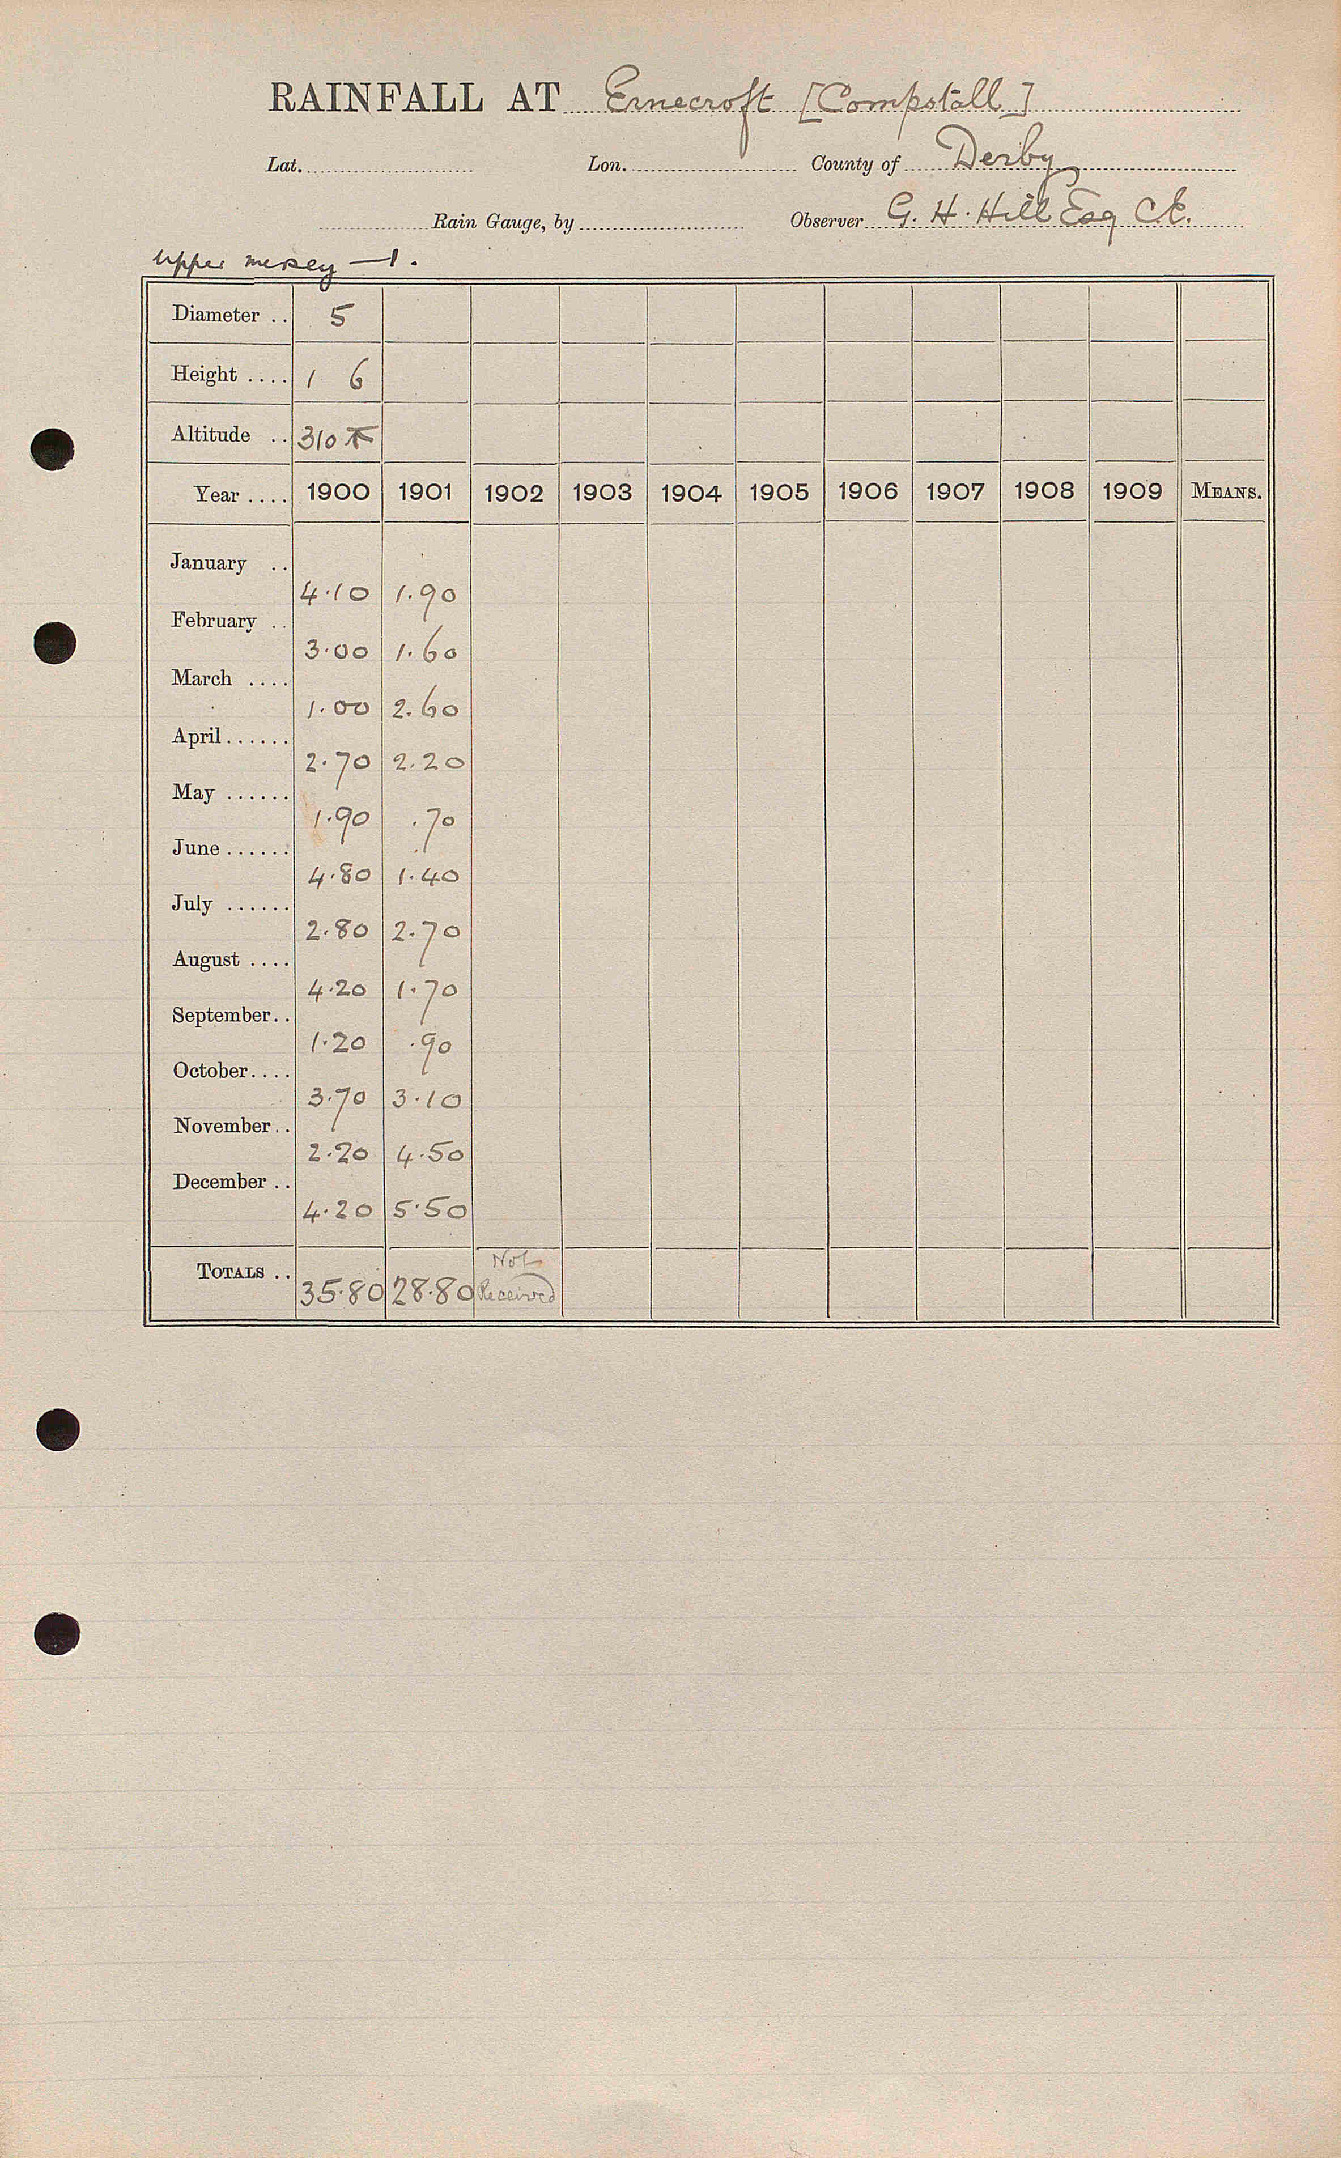 RAINFALL AT Ernecroft [Compstall]
Lat. Lon. County of Derby
Rain Gauge, by Observer G. H. Hill Esq C.E.
Upper mersey — 1.
Diameter .. 5
Height .... 1 6
Altitude .. 310
Year .... 1900 1901 1902 1903 1904 1905 1906 1907 1908 1909 MEANS.
January .. 4.10 1.90
February .. 3.00 1.60
March .... 1.00 2.60
April...... 2.70 2.20
May ...... 1.90 .70
June ...... 4.80 1.40
July ...... 2.80 2.70
August .... 4.20 1.70
September.. 1.20 .90
October.... 3.70 3.10
November.. 2.20 4.50
December .. 4.20 5.50
TOTALS .. 35.80 28.80 Not Received